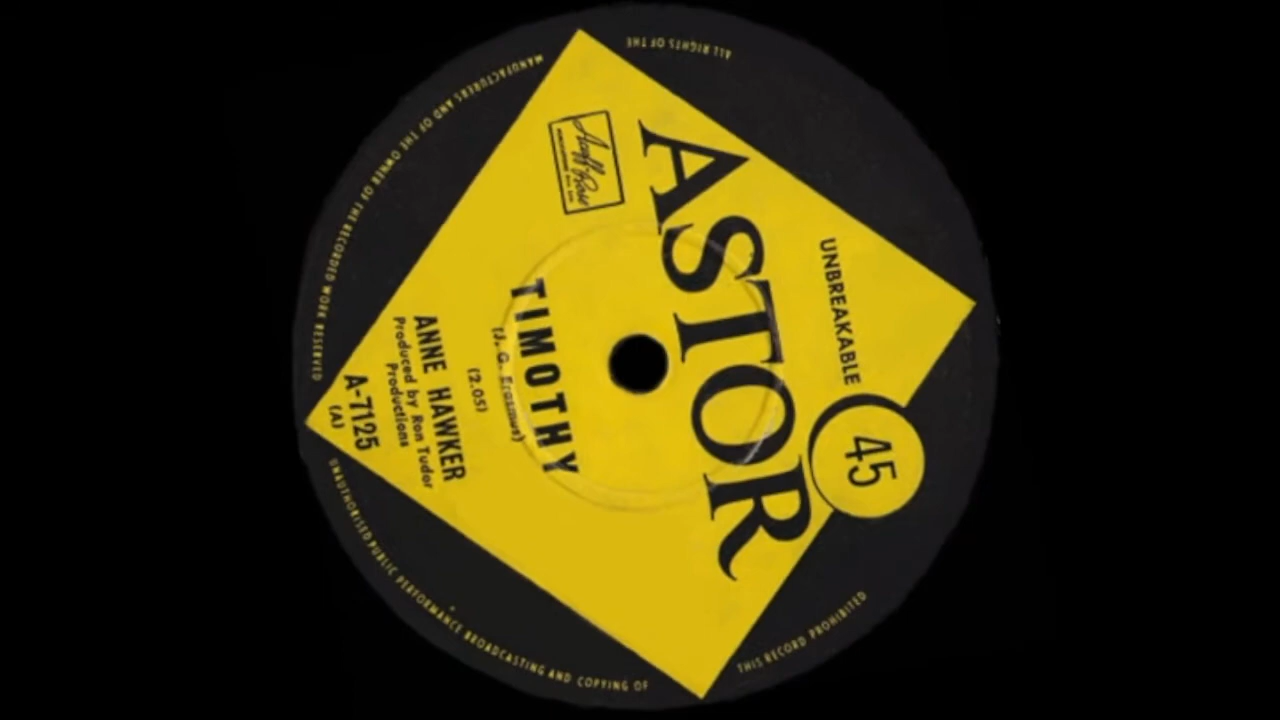 ASTOR
UNBREAKABLE
45
Acuff-Rose
TIMOTHY
(J. G. Erasmus)
(2.05)
ANNE HAWKER
Produced by Ron Tudor
Productions
A-7125
(A)
ALL RIGHTS OF THE
MANUFACTURERS AND OF THE OWNER OF THE RECORDED WORK RESERVED
UNAUTHORISED PUBLIC PERFORMANCE BROADCASTING AND COPYING OF
THIS RECORD PROHIBITED